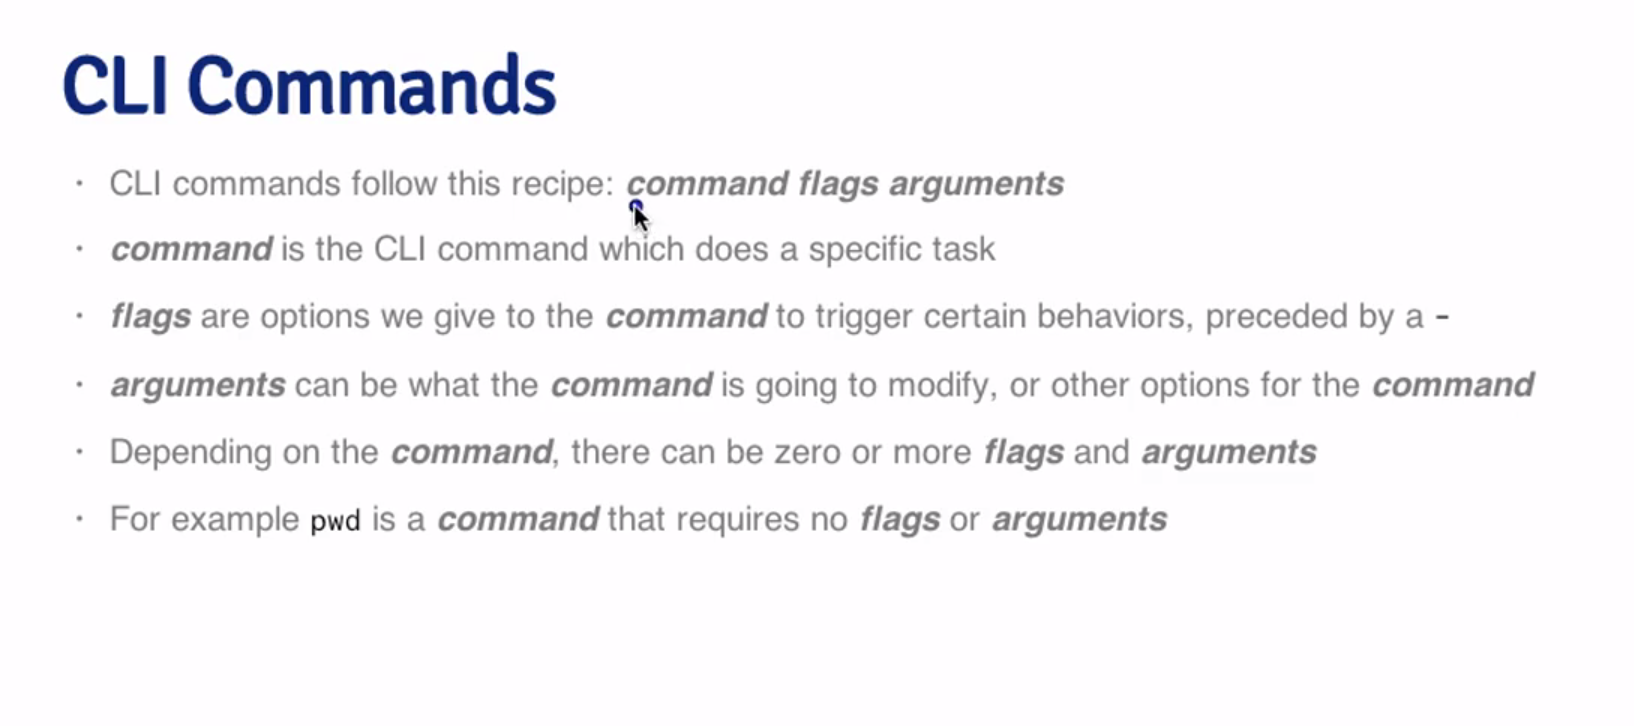 CLI Commands
· CLI commands follow this recipe: command flags arguments
· command is the CLI command which does a specific task
· flags are options we give to the command to trigger certain behaviors, preceded by a -
· arguments can be what the command is going to modify, or other options for the command
· Depending on the command, there can be zero or more flags and arguments
· For example pwd is a command that requires no flags or arguments